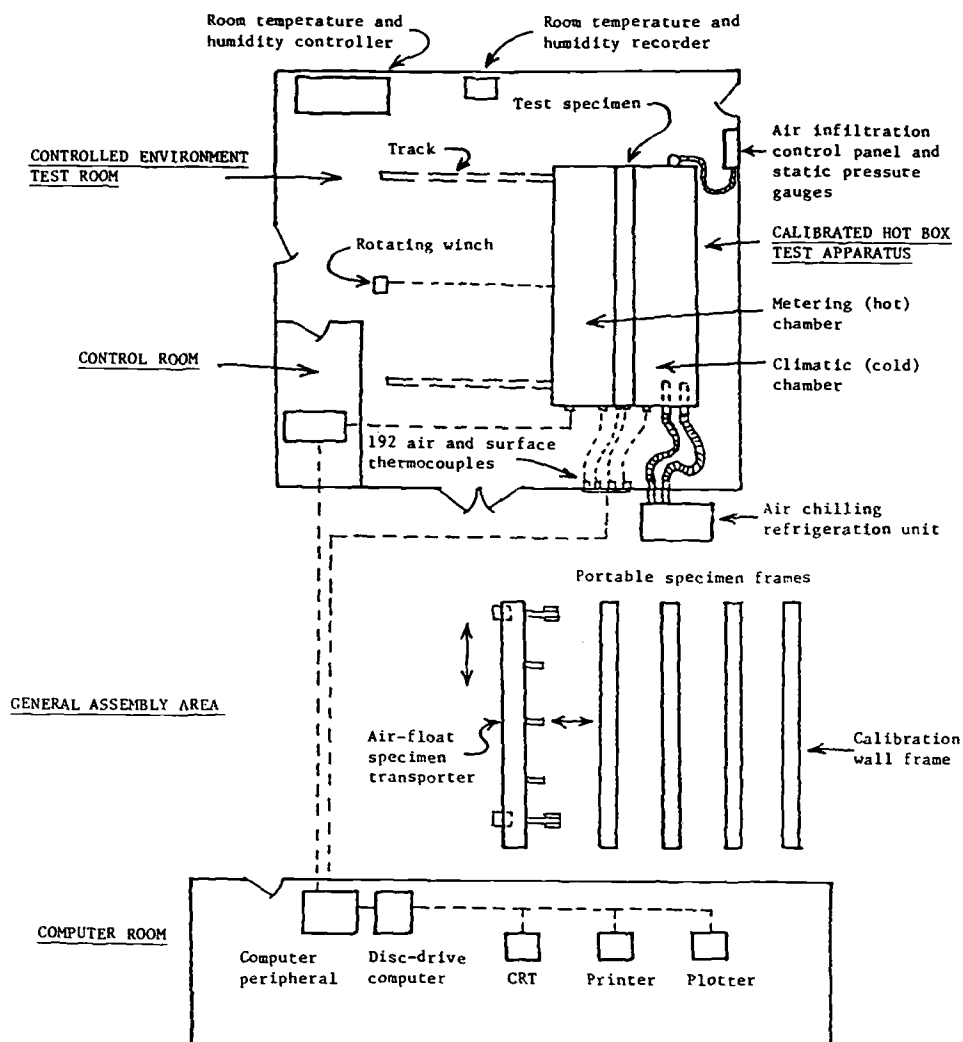 Room temperature and
humidity controller
Room temperature and
humidity recorder
Test specimen
Air infiltration
control panel and
static pressure
gauges
CONTROLLED ENVIRONMENT
TEST ROOM
Track
CALIBRATED HOT BOX
TEST APPARATUS
Rotating winch
Metering (hot)
chamber
CONTROL ROOM
Climatic (cold)
chamber
192 air and surface
thermocouples
Air chilling
refrigeration unit
Portable specimen frames
GENERAL ASSEMBLY AREA
Air-float
specimen
transporter
Calibration
wall frame
COMPUTER ROOM
Computer
peripheral
Disc-drive
computer
CRT
Printer
Plotter